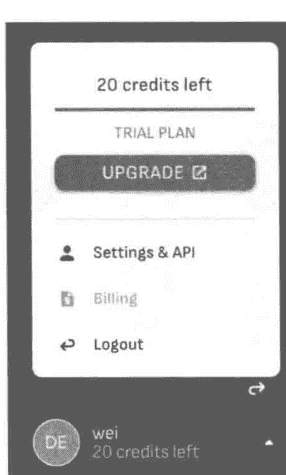 20 credits left
TRIAL PLAN
UPGRADE
Settings & API
Billing
Logout
DE
wei
20 credits left